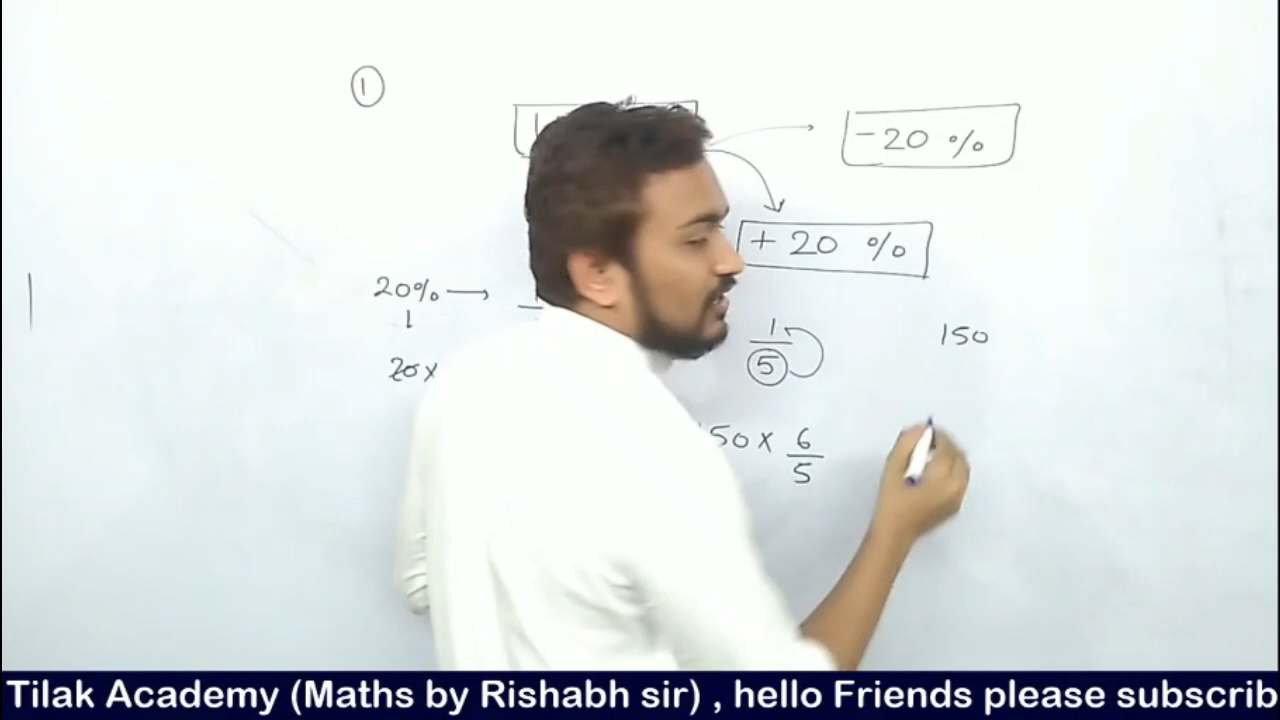 1
-20 %
+ 20 %
20% →
1
5
150
20 x
50 x 6
5
Tilak Academy (Maths by Rishabh sir) , hello Friends please subscrib